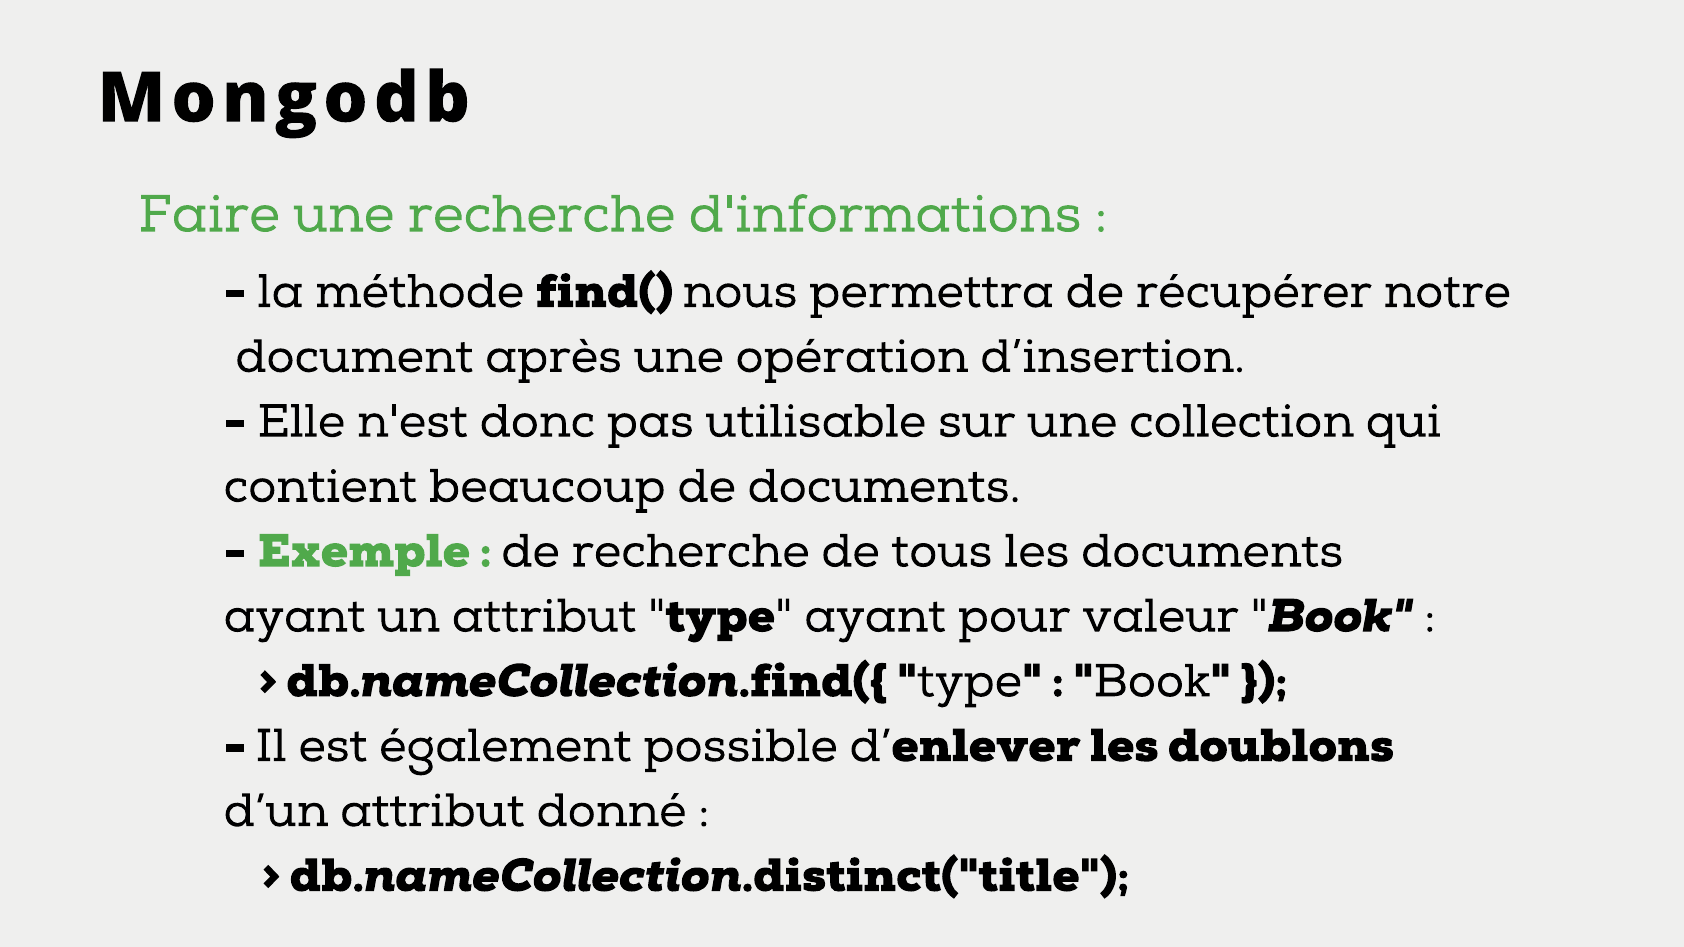 Mongodb
Faire une recherche d'informations :
- la méthode find() nous permettra de récupérer notre
document après une opération d’insertion.
- Elle n'est donc pas utilisable sur une collection qui
contient beaucoup de documents.
- Exemple : de recherche de tous les documents
ayant un attribut "type" ayant pour valeur "Book" :
> db.nameCollection.find({ "type" : "Book" });
- Il est également possible d’enlever les doublons
d’un attribut donné :
> db.nameCollection.distinct("title");